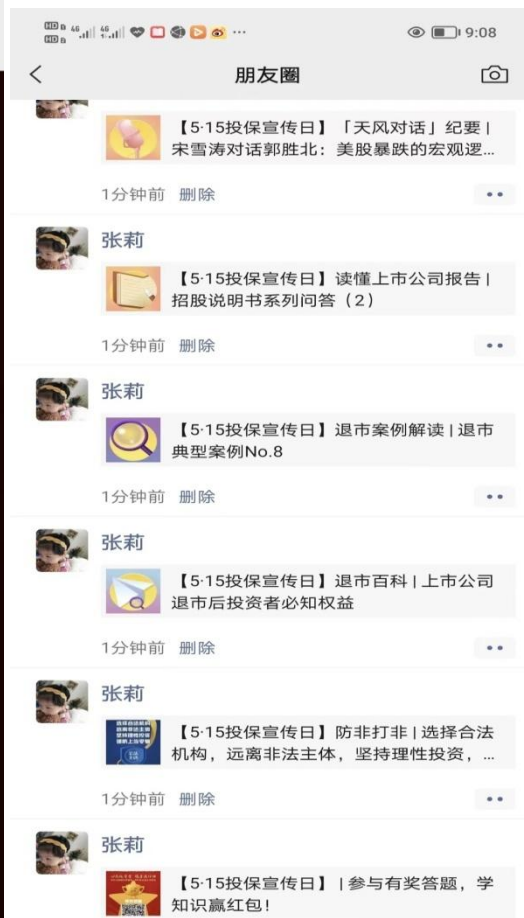 9:08
朋友圈
【5·15投保宣传日】「天风对话」纪要|
宋雪涛对话郭胜北：美股暴跌的宏观逻...
1分钟前 删除
张莉
【5·15投保宣传日】读懂上市公司报告|
招股说明书系列问答（2）
1分钟前 删除
张莉
【5·15投保宣传日】退市案例解读|退市
典型案例No.8
1分钟前 删除
张莉
【5·15投保宣传日】退市百科|上市公司
退市后投资者必知权益
1分钟前 删除
张莉
【5·15投保宣传日】防非打非|选择合法
机构，远离非法主体，坚持理性投资，...
1分钟前 删除
张莉
【5·15投保宣传日】|参与有奖答题，学
知识赢红包！